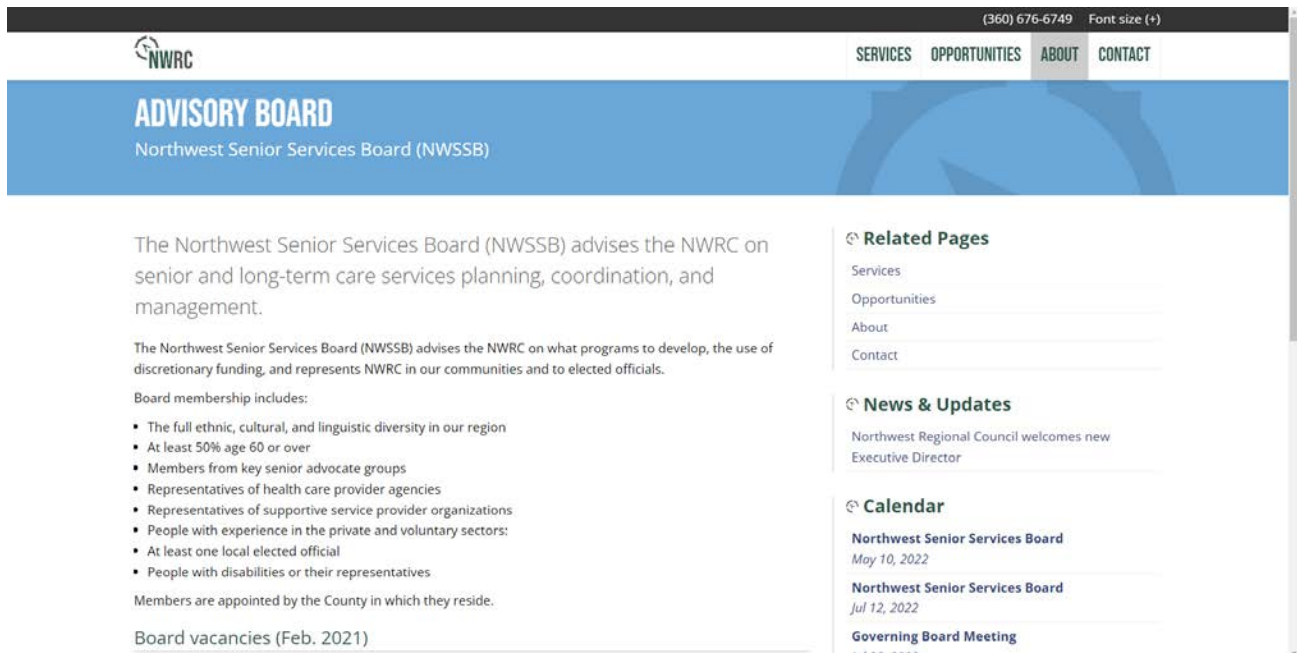 (360) 676-6749 Font size (+)
NWRC
SERVICES OPPORTUNITIES ABOUT CONTACT
ADVISORY BOARD
Northwest Senior Services Board (NWSSB)
The Northwest Senior Services Board (NWSSB) advises the NWRC on
senior and long-term care services planning, coordination, and
management.
The Northwest Senior Services Board (NWSSB) advises the NWRC on what programs to develop, the use of
discretionary funding, and represents NWRC in our communities and to elected officials.
Board membership includes:
• The full ethnic, cultural, and linguistic diversity in our region
• At least 50% age 60 or over
• Members from key senior advocate groups
• Representatives of health care provider agencies
• Representatives of supportive service provider organizations
• People with experience in the private and voluntary sectors:
• At least one local elected official
• People with disabilities or their representatives
Members are appointed by the County in which they reside.
Board vacancies (Feb. 2021)
Related Pages
Services
Opportunities
About
Contact
News & Updates
Northwest Regional Council welcomes new
Executive Director
Calendar
Northwest Senior Services Board
May 10, 2022
Northwest Senior Services Board
Jul 12, 2022
Governing Board Meeting